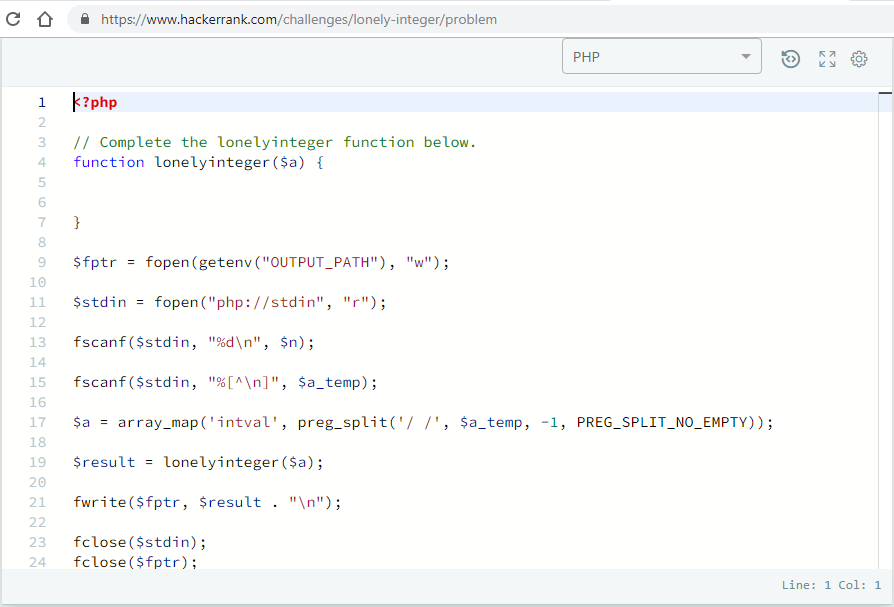 https://www.hackerrank.com/challenges/lonely-integer/problem
PHP
1 <?php
2
3 // Complete the lonelyinteger function below.
4 function lonelyinteger($a) {
5
6
7 }
8
9 $fptr = fopen(getenv("OUTPUT_PATH"), "w");
10
11 $stdin = fopen("php://stdin", "r");
12
13 fscanf($stdin, "%d\n", $n);
14
15 fscanf($stdin, "%[^\n]", $a_temp);
16
17 $a = array_map('intval', preg_split('/ /', $a_temp, -1, PREG_SPLIT_NO_EMPTY));
18
19 $result = lonelyinteger($a);
20
21 fwrite($fptr, $result . "\n");
22
23 fclose($stdin);
24 fclose($fptr);
Line: 1 Col: 1